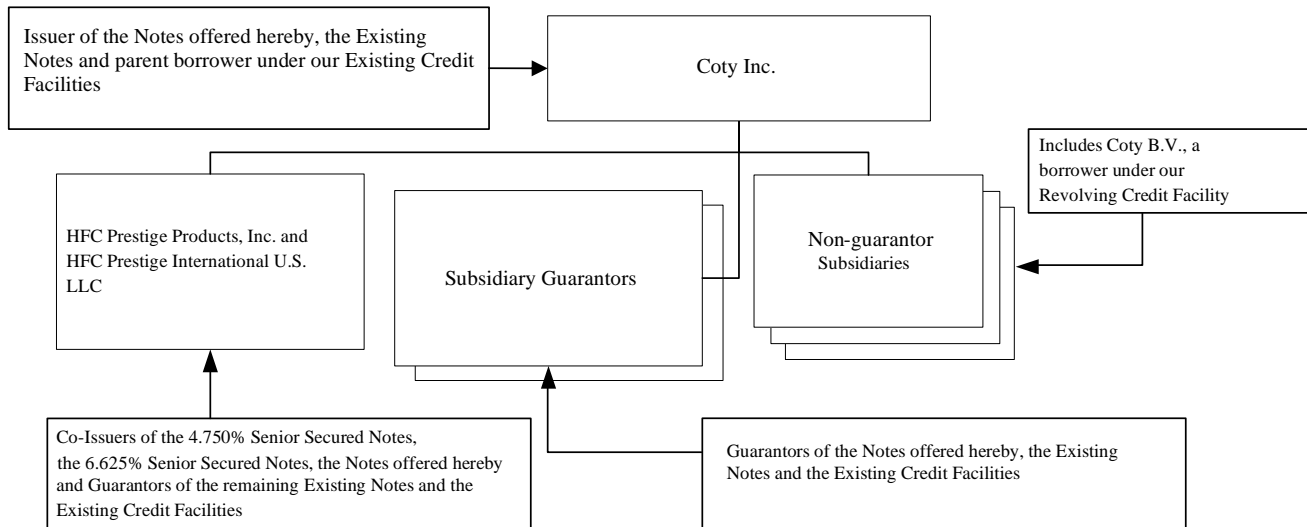 Issuer of the Notes offered hereby, the Existing
Notes and parent borrower under our Existing Credit
Facilities
Coty Inc.
Includes Coty B.V., a
borrower under our
Revolving Credit Facility
HFC Prestige Products, Inc. and
HFC Prestige International U.S.
LLC
Subsidiary Guarantors
Non-guarantor
Subsidiaries
Co-Issuers of the 4.750% Senior Secured Notes,
the 6.625% Senior Secured Notes, the Notes offered hereby
and Guarantors of the remaining Existing Notes and the
Existing Credit Facilities
Guarantors of the Notes offered hereby, the Existing
Notes and the Existing Credit Facilities